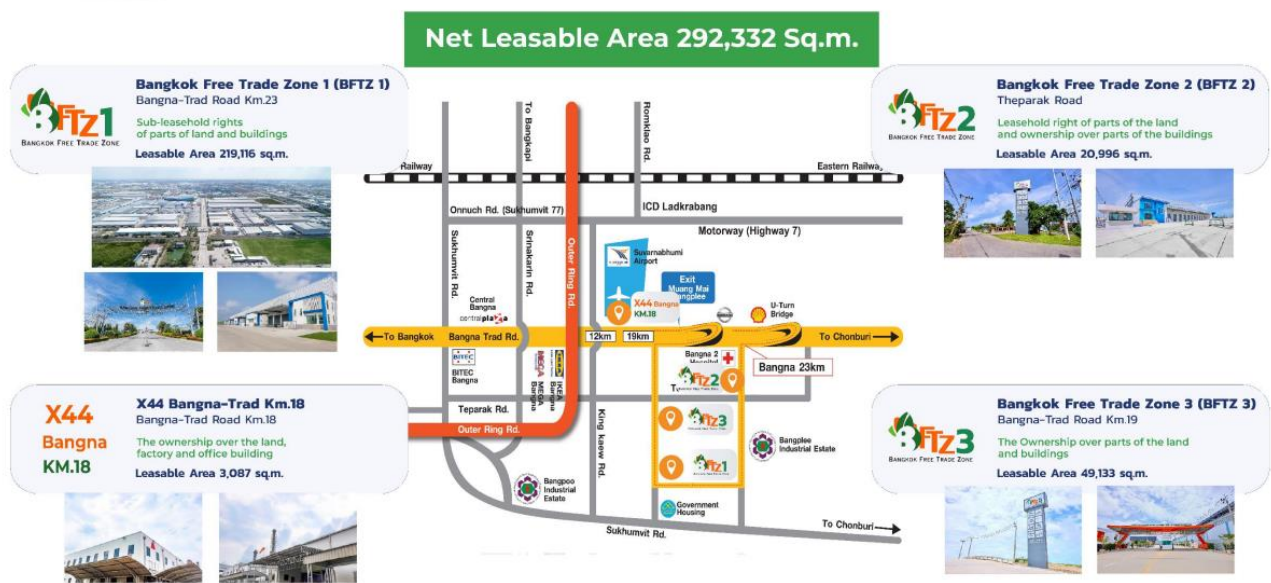 Net Leasable Area 292,332 Sq.m.
BFTZ1
BANGKOK FREE TRADE ZONE
Bangkok Free Trade Zone 1 (BFTZ 1)
Bangna-Trad Road Km.23
Sub-leasehold rights
of parts of land and buildings
Leasable Area 219,116 sq.m.
BFTZ2
BANGKOK FREE TRADE ZONE
Bangkok Free Trade Zone 2 (BFTZ 2)
Theparak Road
Leasehold right of parts of the land
and ownership over parts of the buildings
Leasable Area 20,996 sq.m.
To Bangkapi
Romklao Rd.
Railway
Eastern Railway
Onnuch Rd. (Sukhumvit 77)
ICD Ladkrabang
Motorway (Highway 7)
Sukhumvit Rd.
Srinakarin Rd.
Outer Ring Rd.
Suvarnabhumi
Airport
Exit
Muang Mai
X44 Bangna
KM.18
U-Turn
Bridge
Central
Bangna
centralplaza
To Bangkok
Bangna Trad Rd.
12km
19km
To Chonburi
BITEC
BITEC
Bangna
MEGA
MEGA
Bangna
IKEA
IKEA
Bangna
Bangna 2
Bangna 23km
BFTZ2
Teparak Rd.
BFTZ3
Outer Ring Rd.
King kaew Rd.
BFTZ1
Bangplee
Industrial Estate
Bangpoo
Industrial
Estate
Government
Housing
Sukhumvit Rd.
To Chonburi
X44
Bangna
KM.18
X44 Bangna-Trad Km.18
Bangna-Trad Road Km.18
The ownership over the land,
factory and office building
Leasable Area 3,087 sq.m.
BFTZ3
BANGKOK FREE TRADE ZONE
Bangkok Free Trade Zone 3 (BFTZ 3)
Bangna-Trad Road Km.19
The Ownership over parts of the land
and buildings
Leasable Area 49,133 sq.m.